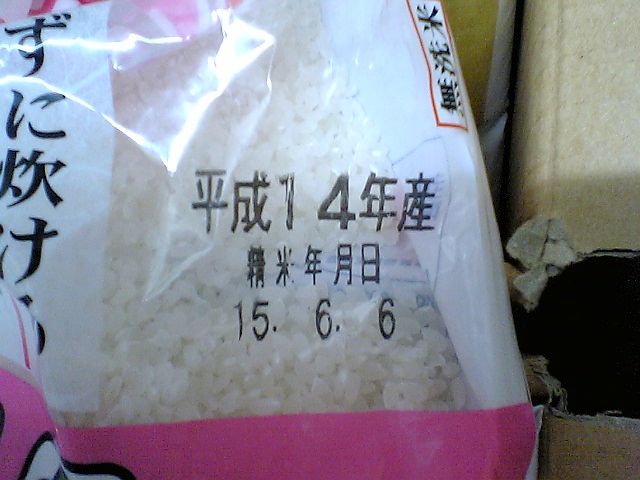 ずに炊ける
無洗米
平成14年産
精米年月日
15. 6. 6